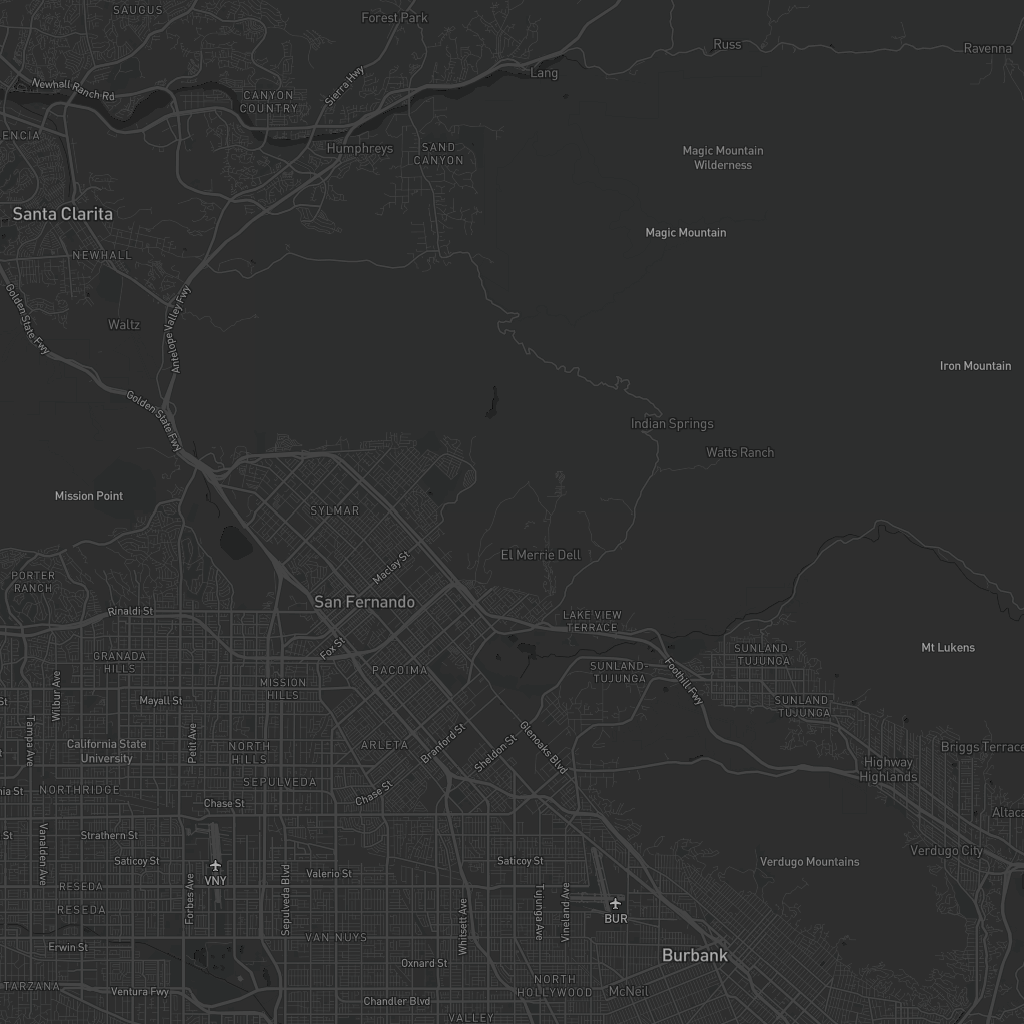 SAUGUS
Forest Park
Russ
Ravenna
Lang
Newhall Ranch Rd
Sierra Hwy
CANYON
COUNTRY
ENCIA
Humphreys
SAND
CANYON
Magic Mountain
Wilderness
Santa Clarita
Magic Mountain
NEWHALL
Golden State Fwy
Waltz
Antelope Valley Fwy
Iron Mountain
Golden State Fwy
Indian Springs
Watts Ranch
Mission Point
SYLMAR
El Merrie Dell
Maclay St
PORTER
RANCH
San Fernando
Rinaldi St
LAKE VIEW
TERRACE
Fox St
SUNLAND-
TUJUNGA
Mt Lukens
GRANADA
HILLS
PACOIMA
SUNLAND-
TUJUNGA
Foothill Fwy
MISSION
HILLS
Wilbur Ave
Mayall St
St
SUNLAND
TUJUNGA
Tampa Ave
Petit Ave
California State
University
NORTH
HILLS
ARLETA
Branford St
Sheldon St
Glenoaks Blvd
Briggs Terrace
Highway
Highlands
SEPULVEDA
nia St
NORTHRIDGE
Chase St
Chase St
Altaca
St
Strathern St
Vanalden Ave
Saticoy St
Saticoy St
Verdugo City
Verdugo Mountains
VNY
Valerio St
RESEDA
Forbes Ave
Sepulveda Blvd
RESEDA
Whitsett Ave
Tujunga Ave
Vineland Ave
BUR
VAN NUYS
Erwin St
Burbank
Oxnard St
TARZANA
Ventura Fwy
NORTH
HOLLYWOOD
McNeil
Chandler Blvd
VALLEY